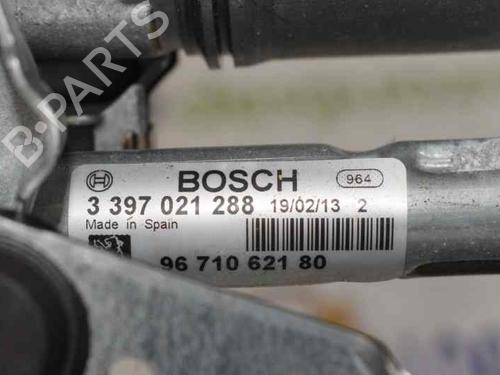 B-PARTS
BOSCH 964
3 397 021 288 19/02/13 2
Made in Spain
96 710 621 80